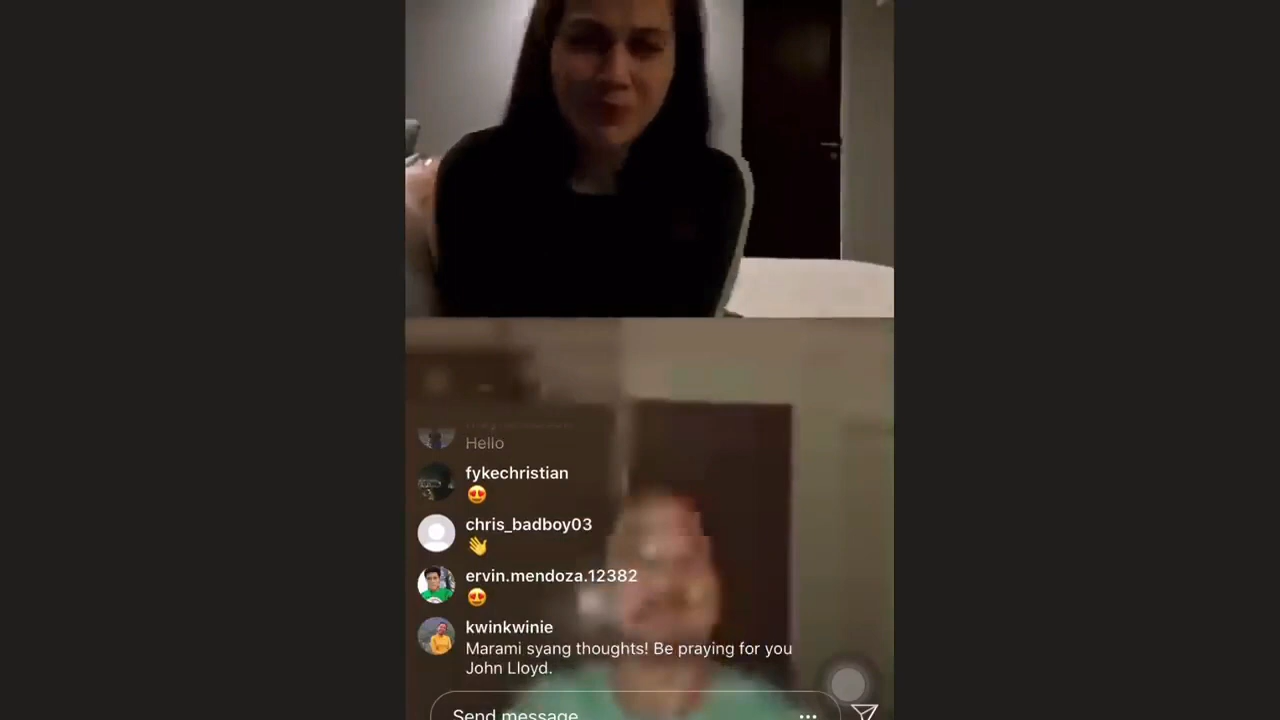 Hello
fykechristian
😍
chris_badboy03
👋
ervin.mendoza.12382
😍
kwinkwinie
Marami syang thoughts! Be praying for you
John Lloyd.
Send message